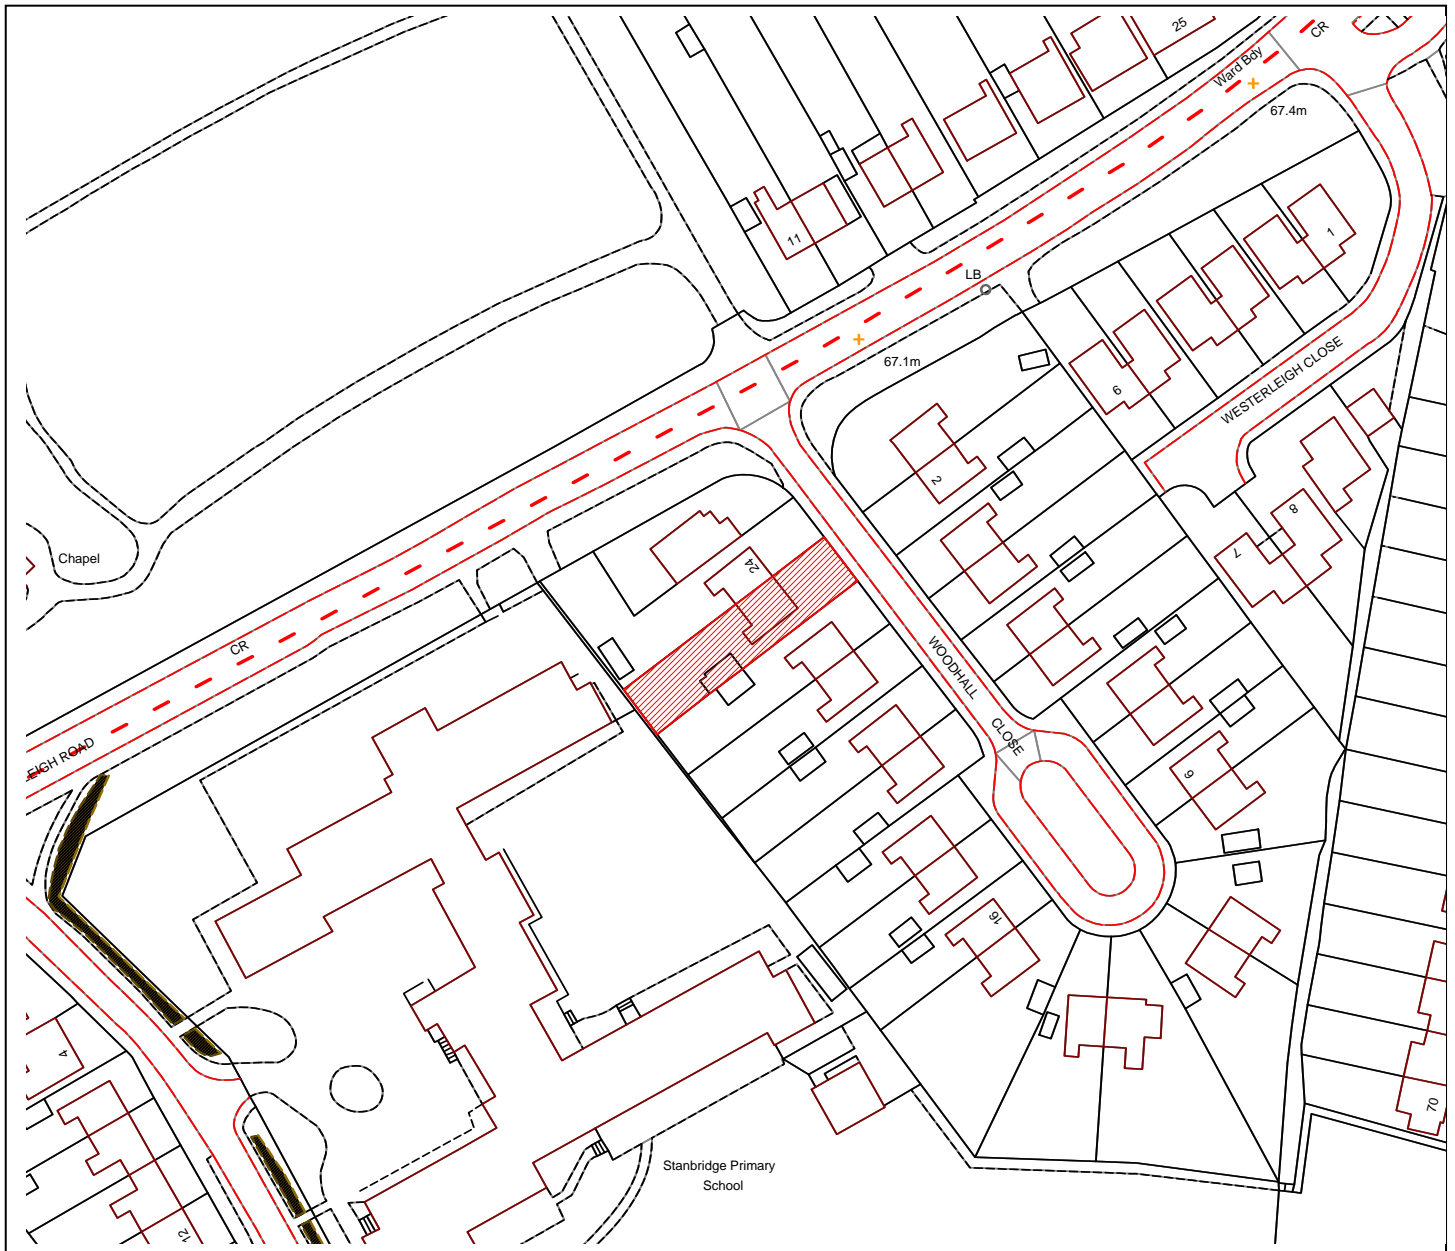 25
CR
Ward Bdy
67.4m
11
1
LB
67.1m
6
WESTERLEIGH CLOSE
2
8
7
24
Chapel
CR
WOODHALL
CLOSE
EIGH ROAD
9
16
4
70
12
Stanbridge Primary
School